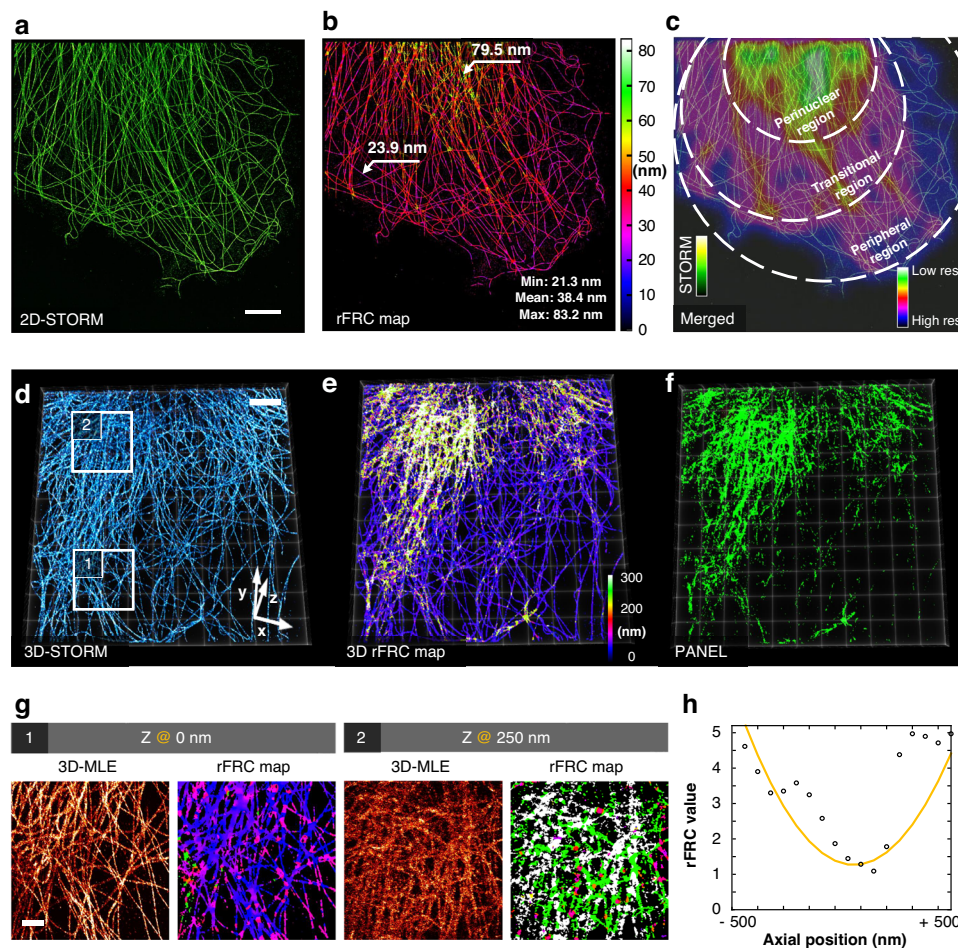 a
2D-STORM
b
79.5 nm
23.9 nm
Min: 21.3 nm
Mean: 38.4 nm
Max: 83.2 nm
rFRC map
80
70
60
50
(nm)
40
30
20
10
0
c
Perinuclear
region
Transitional
region
Peripheral
region
STORM
Low res
High res
Merged
d
2
1
y
z
x
3D-STORM
e
300
200
(nm)
0
3D rFRC map
f
PANEL
g
1 Z @ 0 nm
3D-MLE rFRC map
2 Z @ 250 nm
3D-MLE rFRC map
h
rFRC value
5
4
3
2
1
0
- 500 + 500
Axial position (nm)